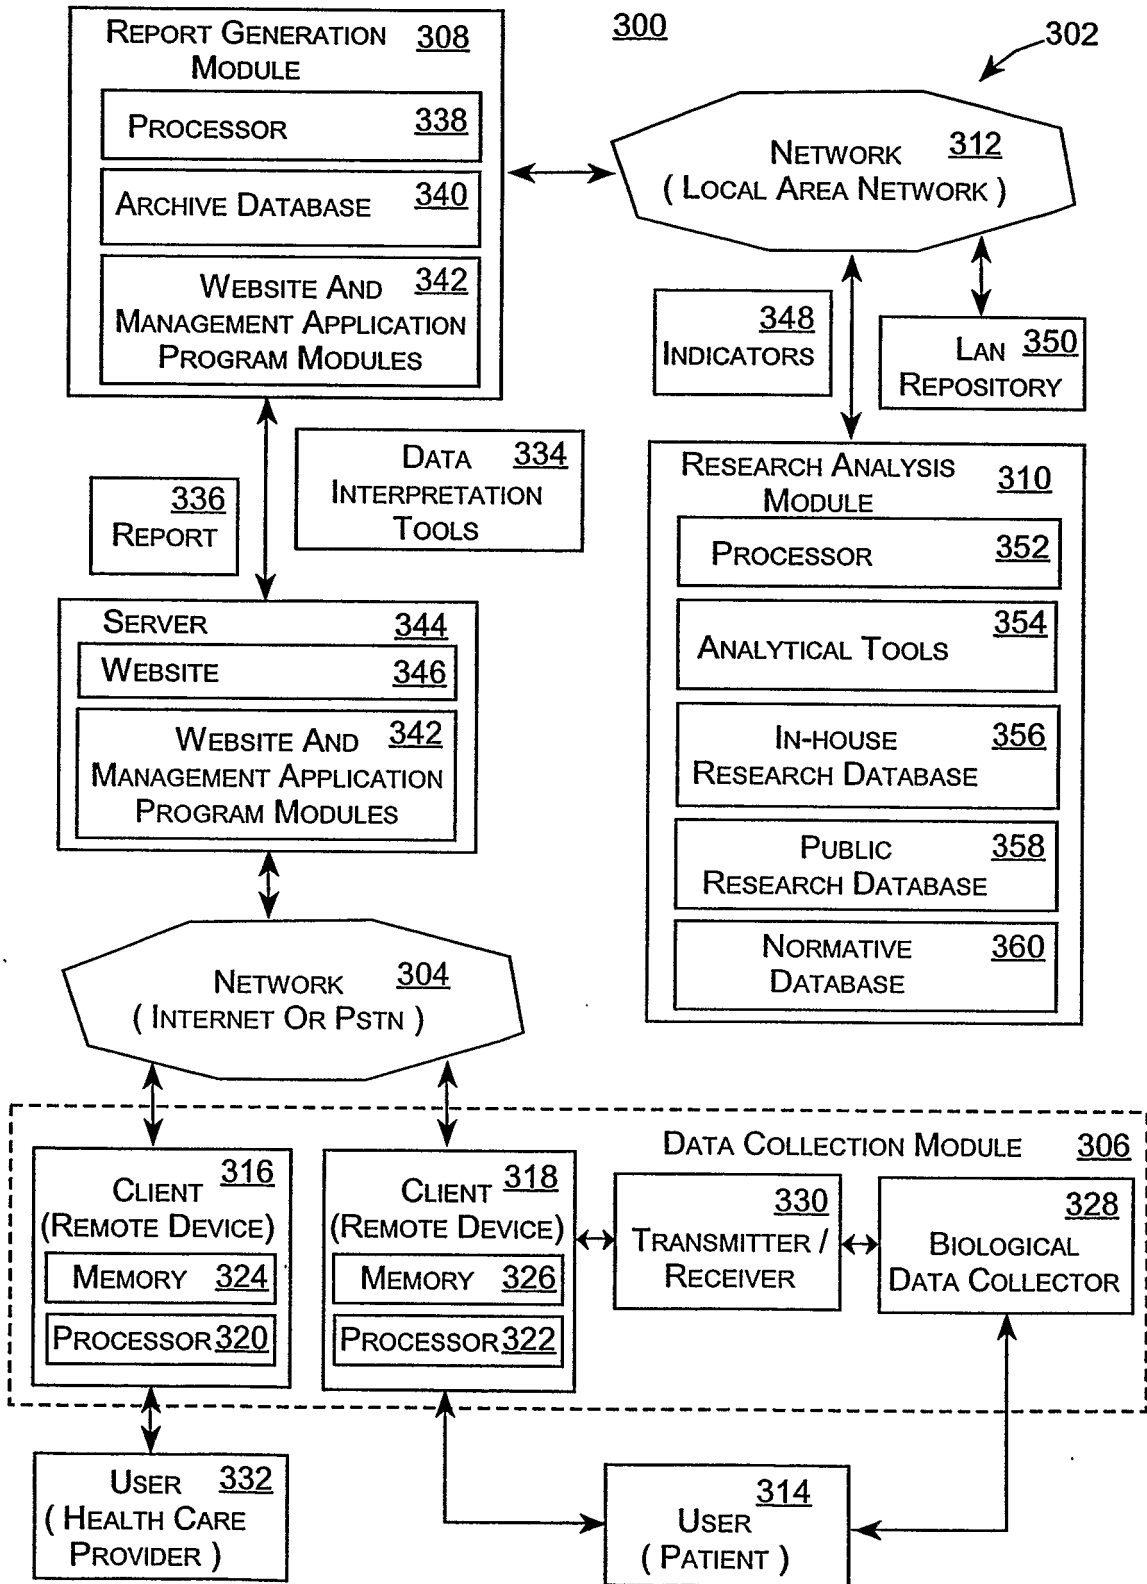 300
302
REPORT GENERATION 308
MODULE
PROCESSOR 338
ARCHIVE DATABASE 340
WEBSITE AND 342
MANAGEMENT APPLICATION
PROGRAM MODULES
NETWORK 312
( LOCAL AREA NETWORK )
348
INDICATORS
LAN 350
REPOSITORY
DATA 334
INTERPRETATION
TOOLS
336
REPORT
RESEARCH ANALYSIS 310
MODULE
PROCESSOR 352
ANALYTICAL TOOLS 354
IN-HOUSE 356
RESEARCH DATABASE
PUBLIC 358
RESEARCH DATABASE
NORMATIVE 360
DATABASE
SERVER 344
WEBSITE 346
WEBSITE AND 342
MANAGEMENT APPLICATION
PROGRAM MODULES
NETWORK 304
( INTERNET OR PSTN )
DATA COLLECTION MODULE 306
316
CLIENT
(REMOTE DEVICE)
MEMORY 324
PROCESSOR 320
CLIENT 318
(REMOTE DEVICE)
MEMORY 326
PROCESSOR 322
330
TRANSMITTER /
RECEIVER
328
BIOLOGICAL
DATA COLLECTOR
USER 332
( HEALTH CARE
PROVIDER )
314
USER
( PATIENT )